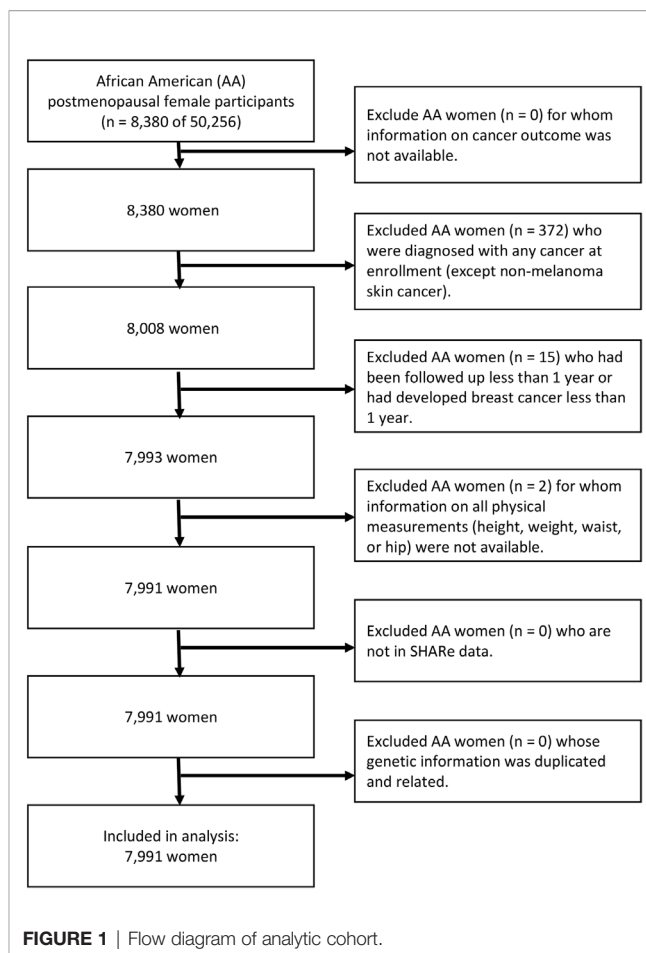 African American (AA)
postmenopausal female participants
(n = 8,380 of 50,256)
Exclude AA women (n = 0) for whom
information on cancer outcome was
not available.
8,380 women
Excluded AA women (n = 372) who
were diagnosed with any cancer at
enrollment (except non-melanoma
skin cancer).
8,008 women
Excluded AA women (n = 15) who had
been followed up less than 1 year or
had developed breast cancer less than
1 year.
7,993 women
Excluded AA women (n = 2) for whom
information on all physical
measurements (height, weight, waist,
or hip) were not available.
7,991 women
Excluded AA women (n = 0) who are
not in SHARe data.
7,991 women
Excluded AA women (n = 0) whose
genetic information was duplicated
and related.
Included in analysis:
7,991 women
FIGURE 1 | Flow diagram of analytic cohort.